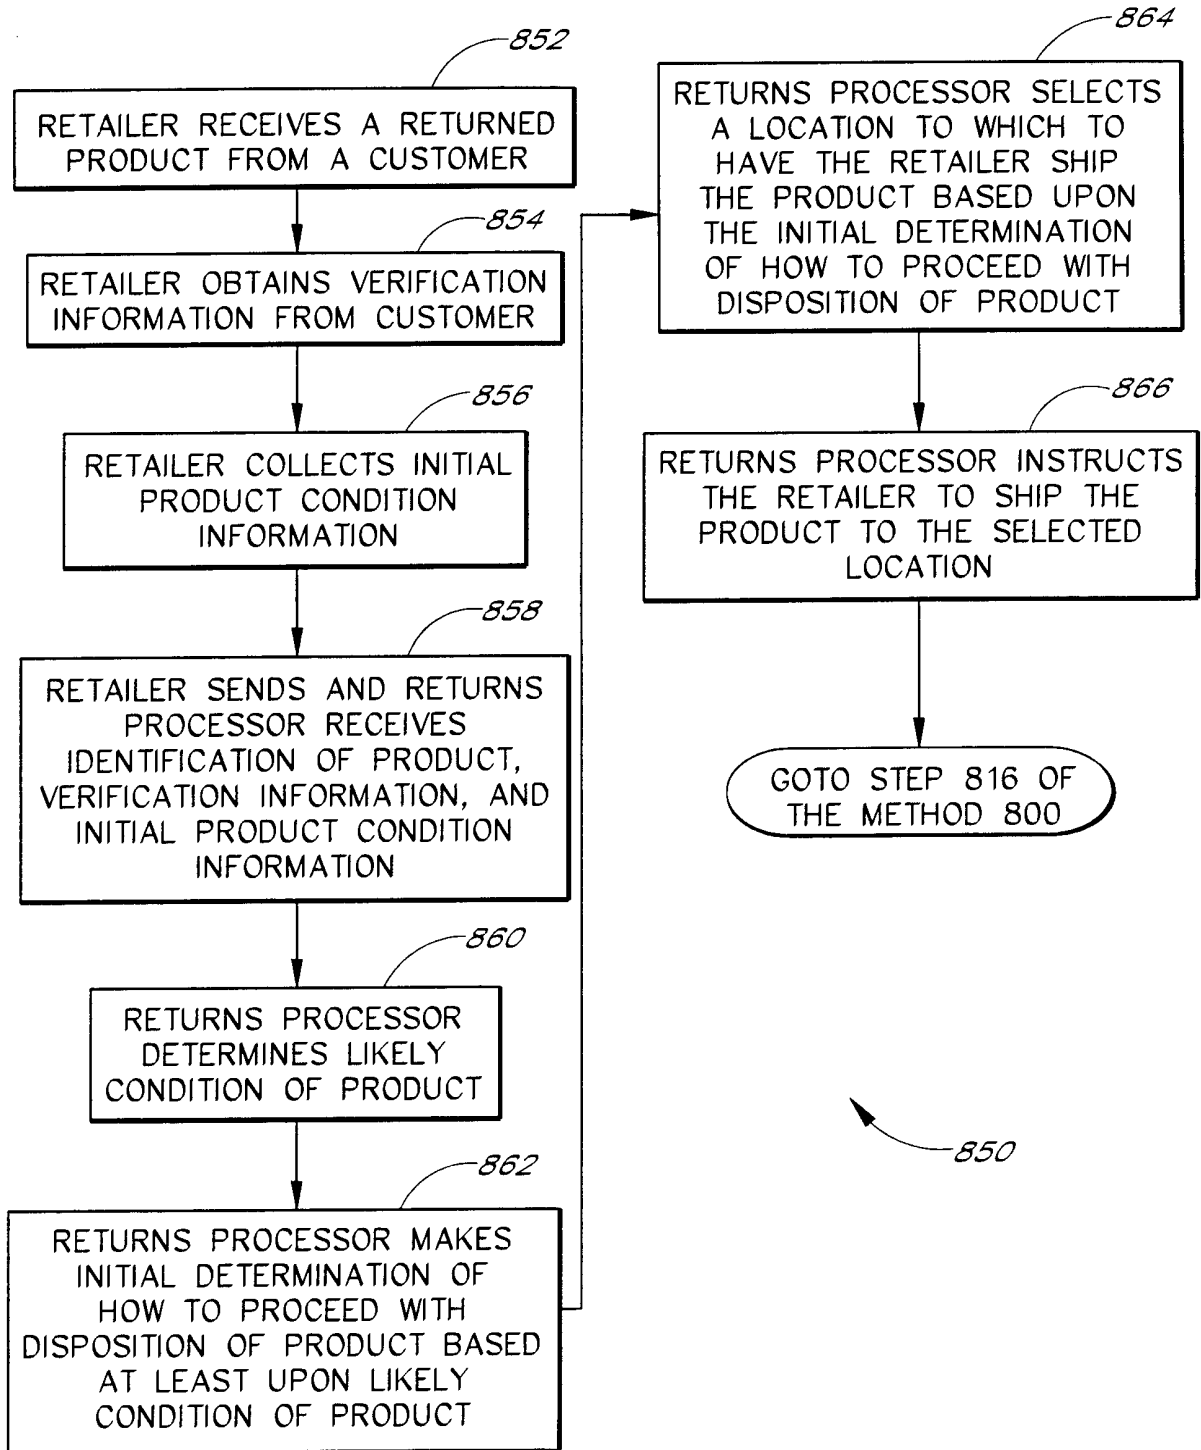 852
RETAILER RECEIVES A RETURNED
PRODUCT FROM A CUSTOMER
854
RETAILER OBTAINS VERIFICATION
INFORMATION FROM CUSTOMER
856
RETAILER COLLECTS INITIAL
PRODUCT CONDITION
INFORMATION
858
RETAILER SENDS AND RETURNS
PROCESSOR RECEIVES
IDENTIFICATION OF PRODUCT,
VERIFICATION INFORMATION, AND
INITIAL PRODUCT CONDITION
INFORMATION
860
RETURNS PROCESSOR
DETERMINES LIKELY
CONDITION OF PRODUCT
862
RETURNS PROCESSOR MAKES
INITIAL DETERMINATION OF
HOW TO PROCEED WITH
DISPOSITION OF PRODUCT BASED
AT LEAST UPON LIKELY
CONDITION OF PRODUCT
864
RETURNS PROCESSOR SELECTS
A LOCATION TO WHICH TO
HAVE THE RETAILER SHIP
THE PRODUCT BASED UPON
THE INITIAL DETERMINATION
OF HOW TO PROCEED WITH
DISPOSITION OF PRODUCT
866
RETURNS PROCESSOR INSTRUCTS
THE RETAILER TO SHIP THE
PRODUCT TO THE SELECTED
LOCATION
GOTO STEP 816 OF
THE METHOD 800
850